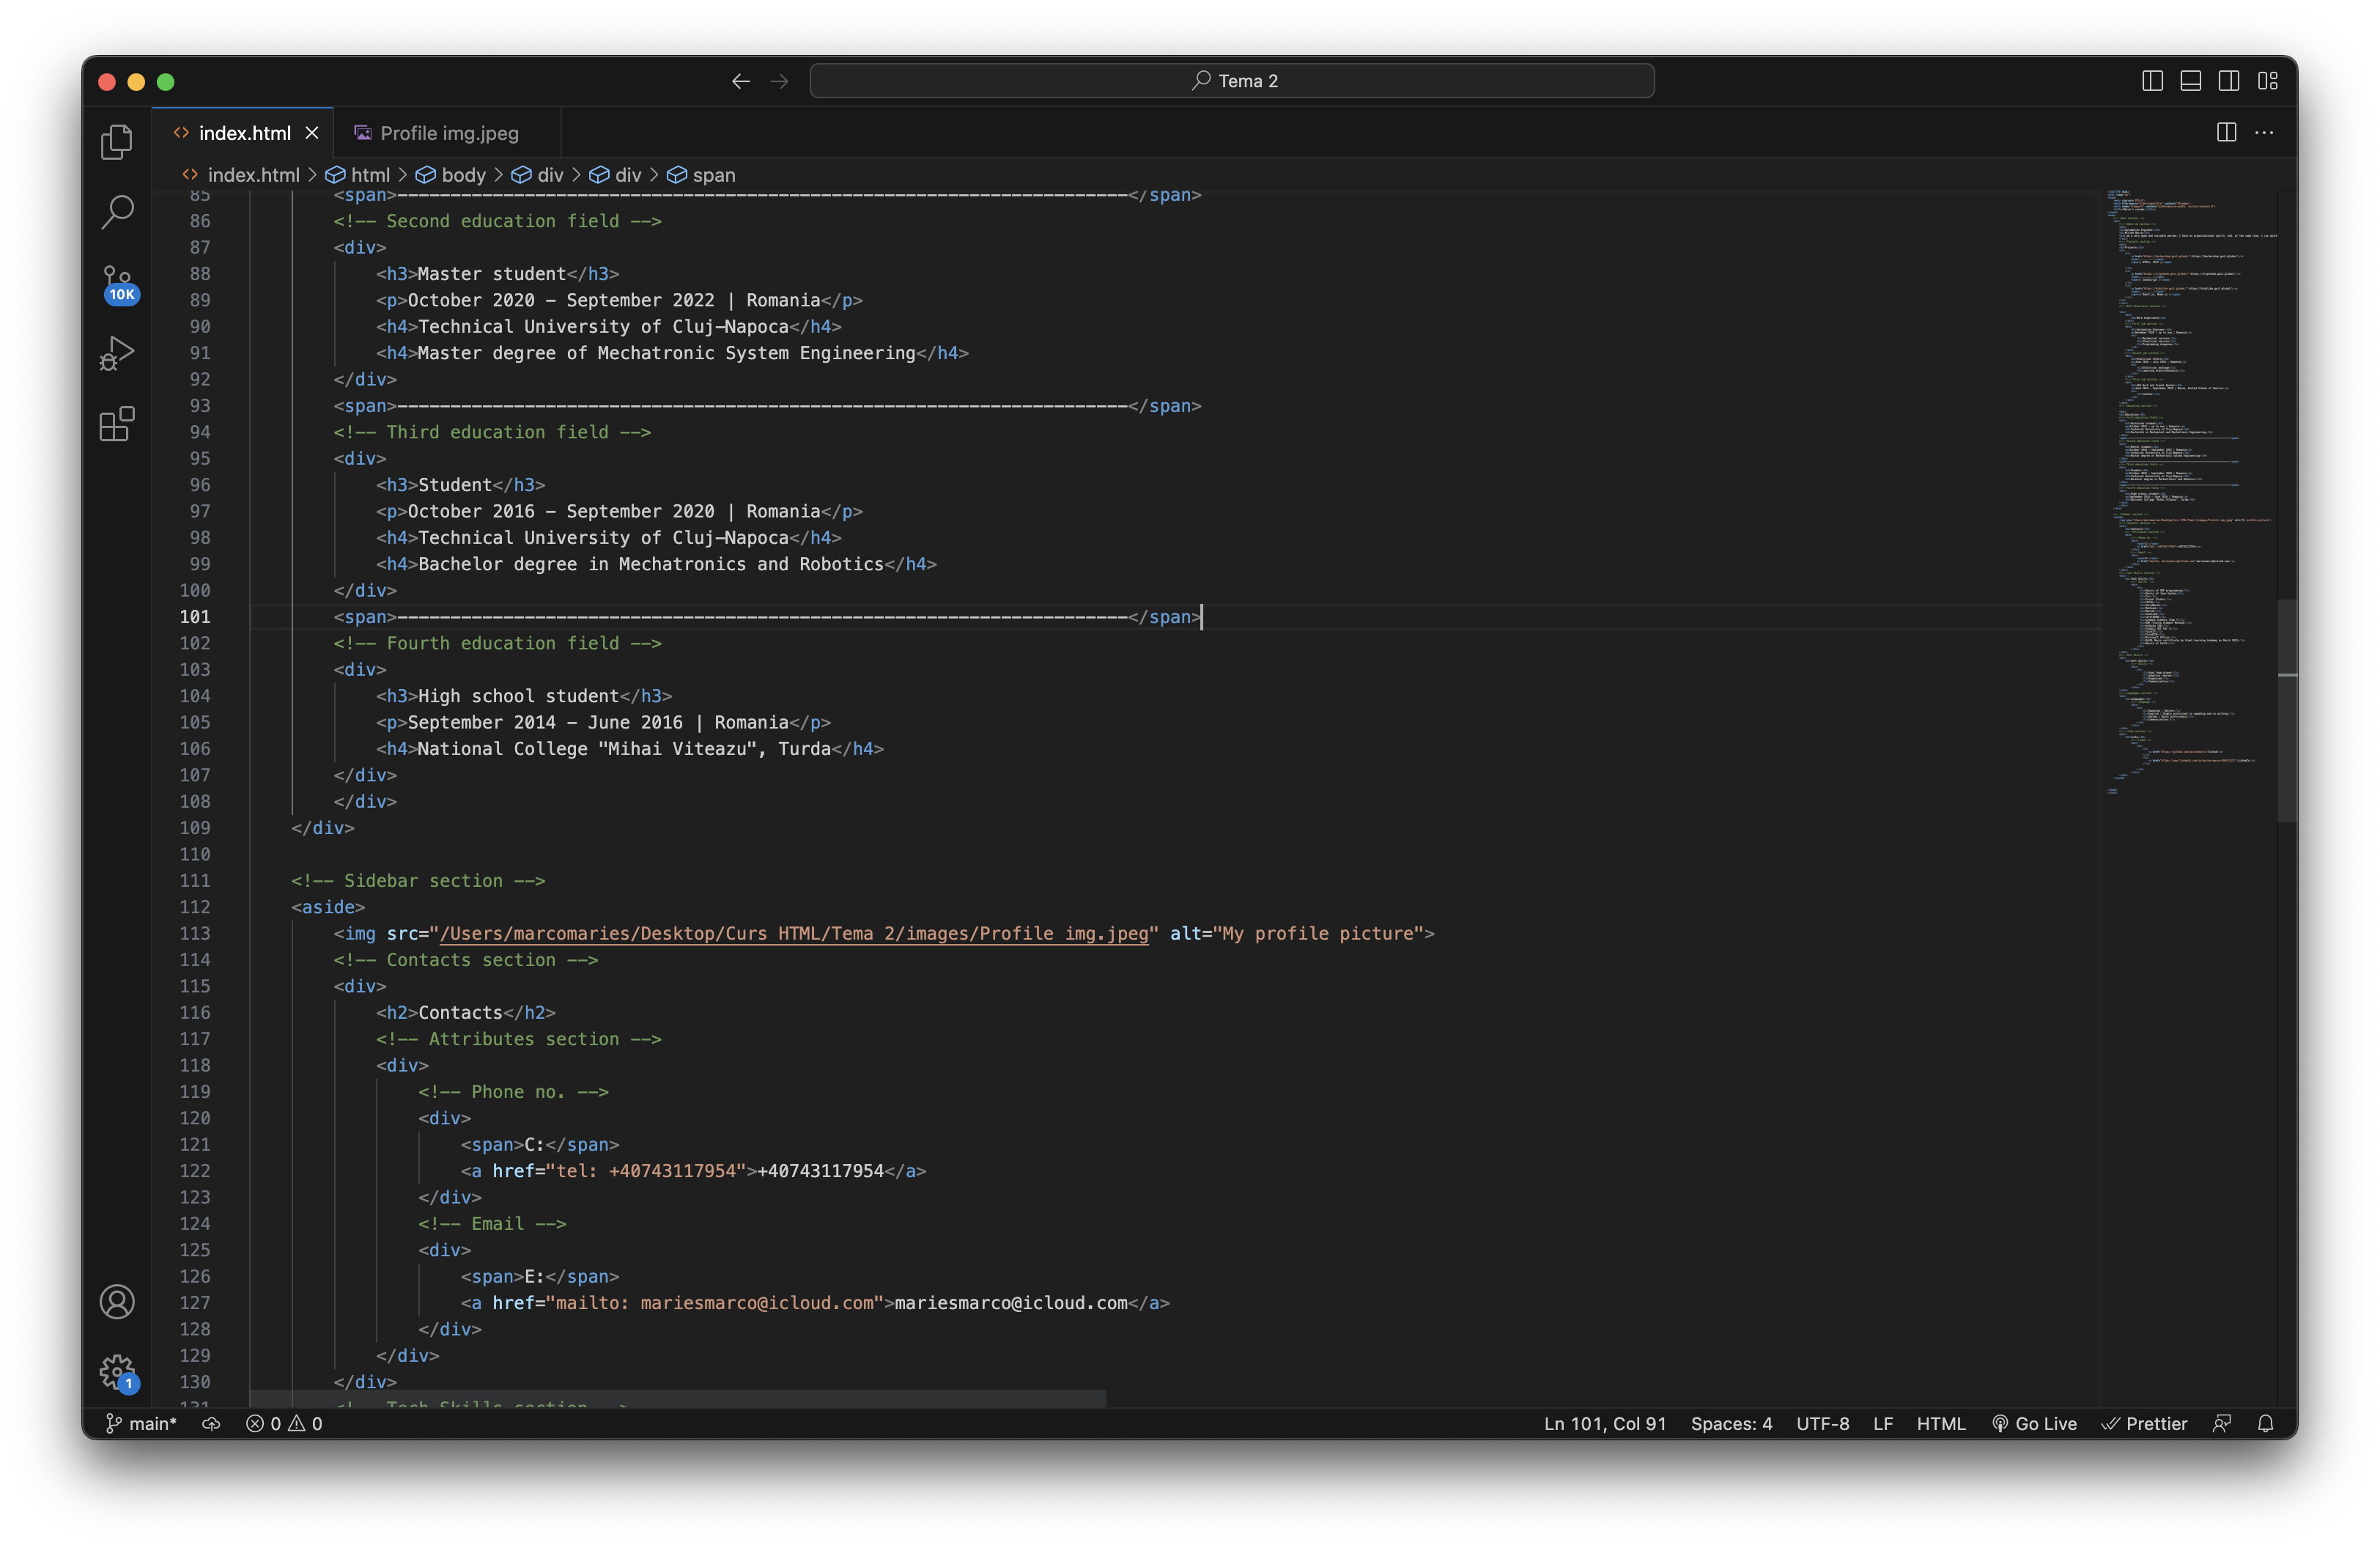 Tema 2
index.html
Profile img.jpeg
index.html > html > body > div > div > span
85 <span>---------------------------------------------------------------------</span>
86 <!-- Second education field -->
87 <div>
88 <h3>Master student</h3>
89 <p>October 2020 - September 2022 | Romania</p>
90 <h4>Technical University of Cluj-Napoca</h4>
91 <h4>Master degree of Mechatronic System Engineering</h4>
92 </div>
93 <span>---------------------------------------------------------------------</span>
94 <!-- Third education field -->
95 <div>
96 <h3>Student</h3>
97 <p>October 2016 - September 2020 | Romania</p>
98 <h4>Technical University of Cluj-Napoca</h4>
99 <h4>Bachelor degree in Mechatronics and Robotics</h4>
100 </div>
101 <span>---------------------------------------------------------------------</span>
102 <!-- Fourth education field -->
103 <div>
104 <h3>High school student</h3>
105 <p>September 2014 - June 2016 | Romania</p>
106 <h4>National College "Mihai Viteazu", Turda</h4>
107 </div>
108 </div>
109 </div>
110
111 <!-- Sidebar section -->
112 <aside>
113 <img src="/Users/marcomaries/Desktop/Curs HTML/Tema 2/images/Profile img.jpeg" alt="My profile picture">
114 <!-- Contacts section -->
115 <div>
116 <h2>Contacts</h2>
117 <!-- Attributes section -->
118 <div>
119 <!-- Phone no. -->
120 <div>
121 <span>C:</span>
122 <a href="tel: +40743117954">+40743117954</a>
123 </div>
124 <!-- Email -->
125 <div>
126 <span>E:</span>
127 <a href="mailto: mariesmarco@icloud.com">mariesmarco@icloud.com</a>
128 </div>
129 </div>
130 </div>
131 <!-- Tech Skills section -->
10K
1
main* 0 0 Ln 101, Col 91 Spaces: 4 UTF-8 LF HTML Go Live Prettier